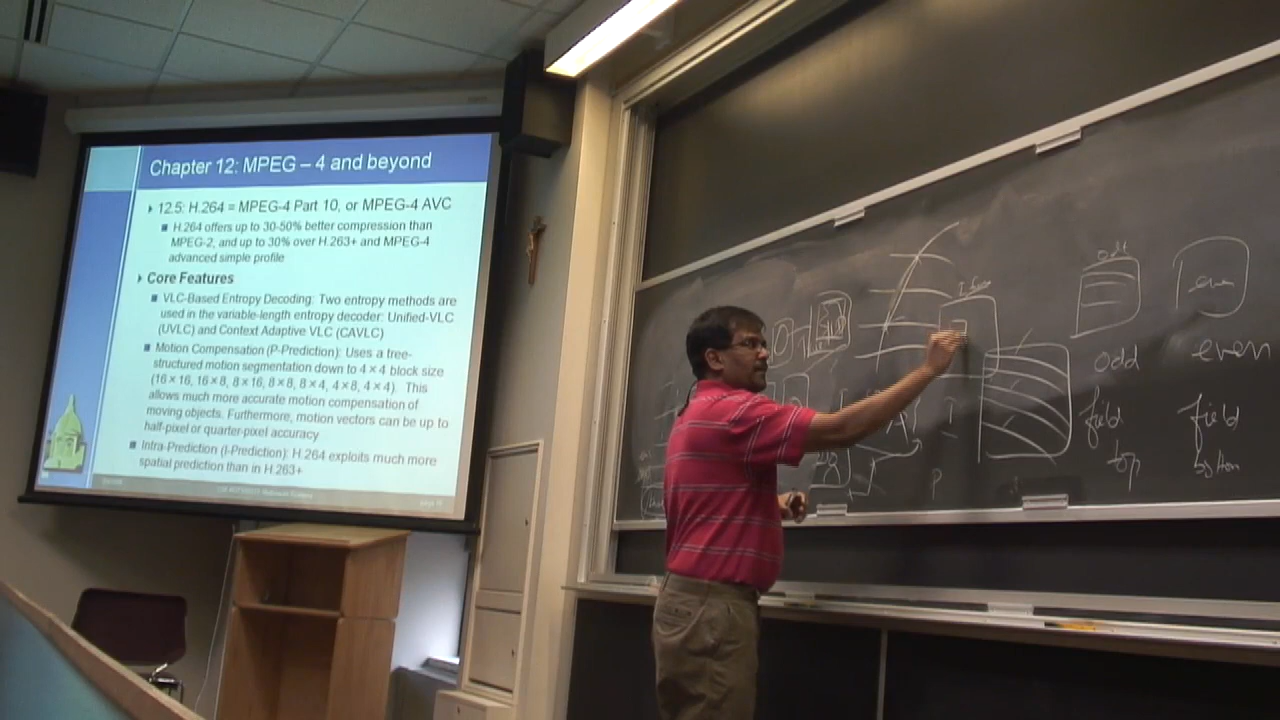 Chapter 12: MPEG – 4 and beyond
12.5: H.264 = MPEG-4 Part 10, or MPEG-4 AVC
H.264 offers up to 30-50% better compression than
MPEG-2, and up to 30% over H.263+ and MPEG-4
advanced simple profile
Core Features
VLC-Based Entropy Decoding: Two entropy methods are
used in the variable-length entropy decoder: Unified-VLC
(UVLC) and Context Adaptive VLC (CAVLC)
Motion Compensation (P-Prediction): Uses a tree-
structured motion segmentation down to 4×4 block size
(16×16, 16×8, 8×16, 8×8, 8×4, 4×8, 4×4). This
allows much more accurate motion compensation of
moving objects. Furthermore, motion vectors can be up to
half-pixel or quarter-pixel accuracy
Intra-Prediction (I-Prediction): H.264 exploits much more
spatial prediction than in H.263+
odd
even
odd even
field field
top bottom
I
P